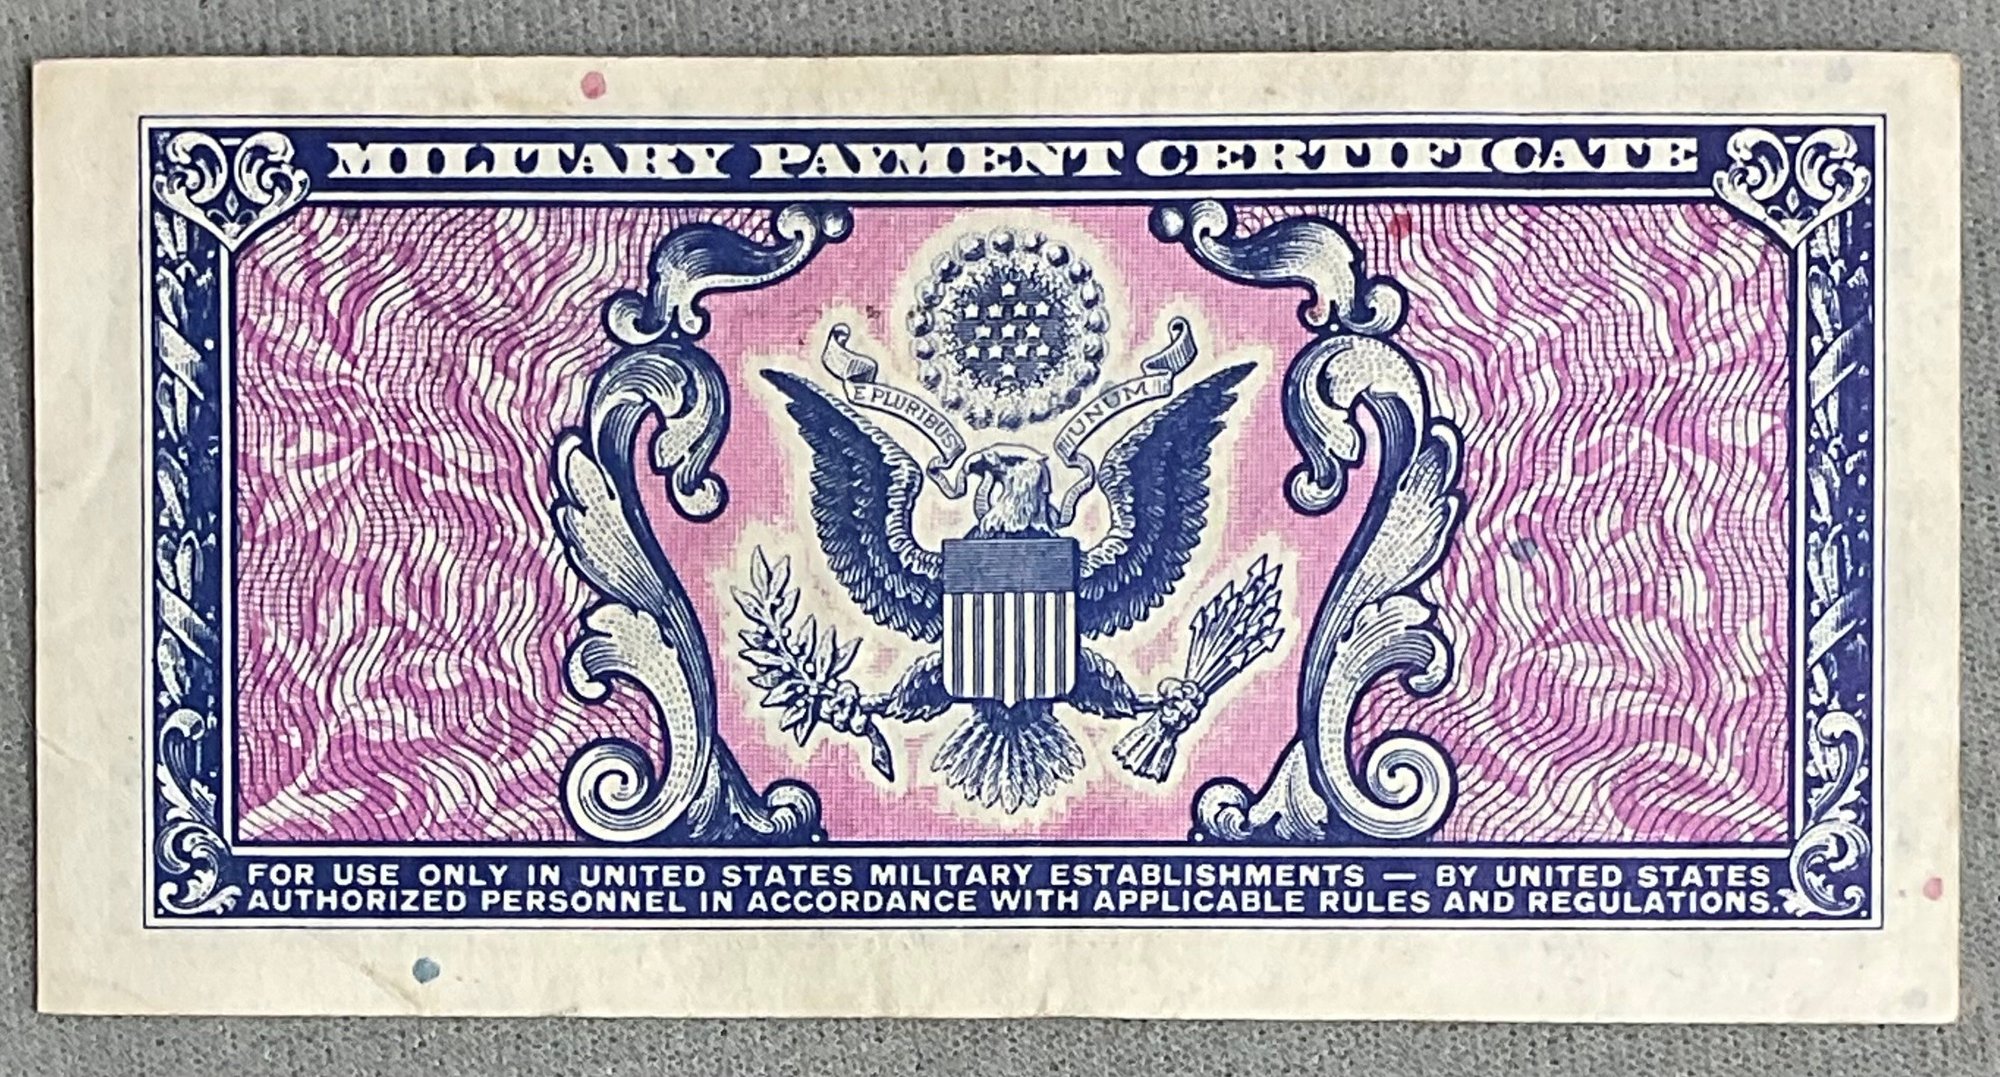 MILITARY PAYMENT CERTIFICATE
E PLURIBUS UNUM
FOR USE ONLY IN UNITED STATES MILITARY ESTABLISHMENTS — BY UNITED STATES
AUTHORIZED PERSONNEL IN ACCORDANCE WITH APPLICABLE RULES AND REGULATIONS.